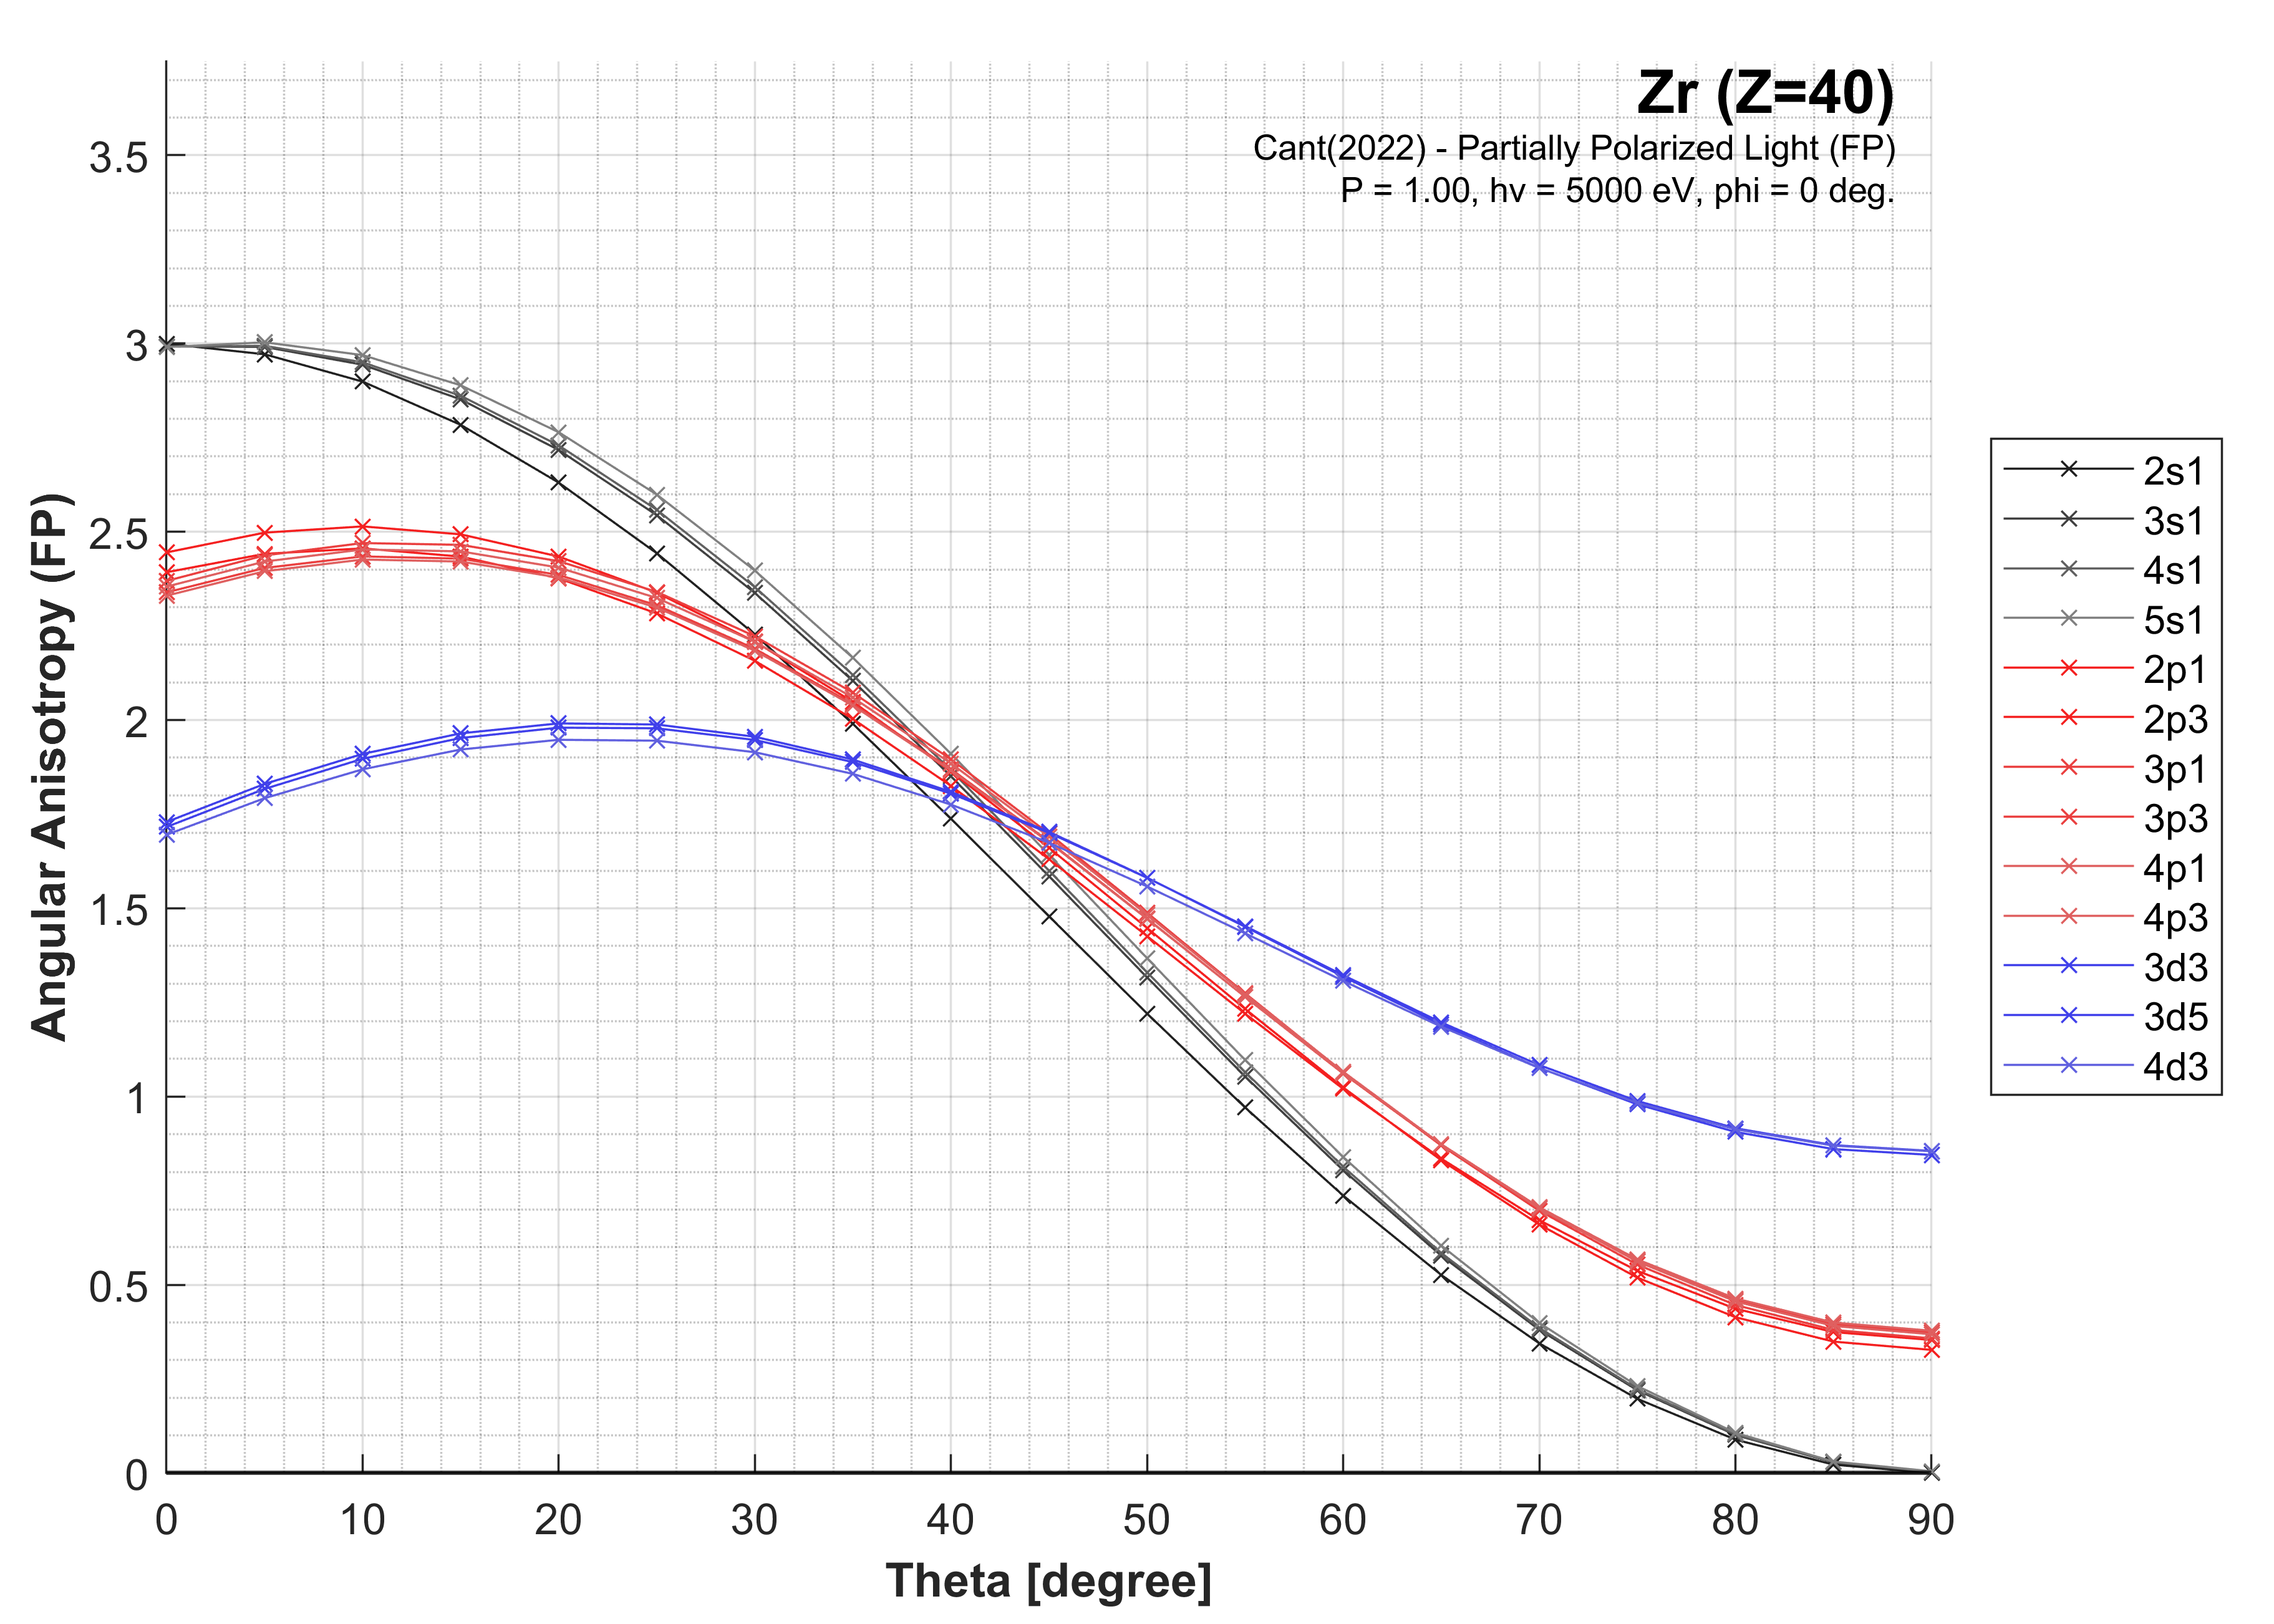 Zr (Z=40)
Cant(2022) - Partially Polarized Light (FP)
P = 1.00, hv = 5000 eV, phi = 0 deg.
Angular Anisotropy (FP)
3.5
3
2.5
2
1.5
1
0.5
0
0 10 20 30 40 50 60 70 80 90
Theta [degree]
2s1
3s1
4s1
5s1
2p1
2p3
3p1
3p3
4p1
4p3
3d3
3d5
4d3